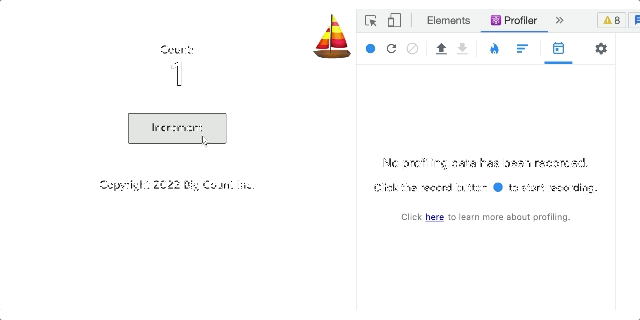 Count:
1
Increment
Copyright 2022 Big Count Inc.
Elements
Profiler
»
8
No profiling data has been recorded.
Click the record button to start recording.
Click here to learn more about profiling.